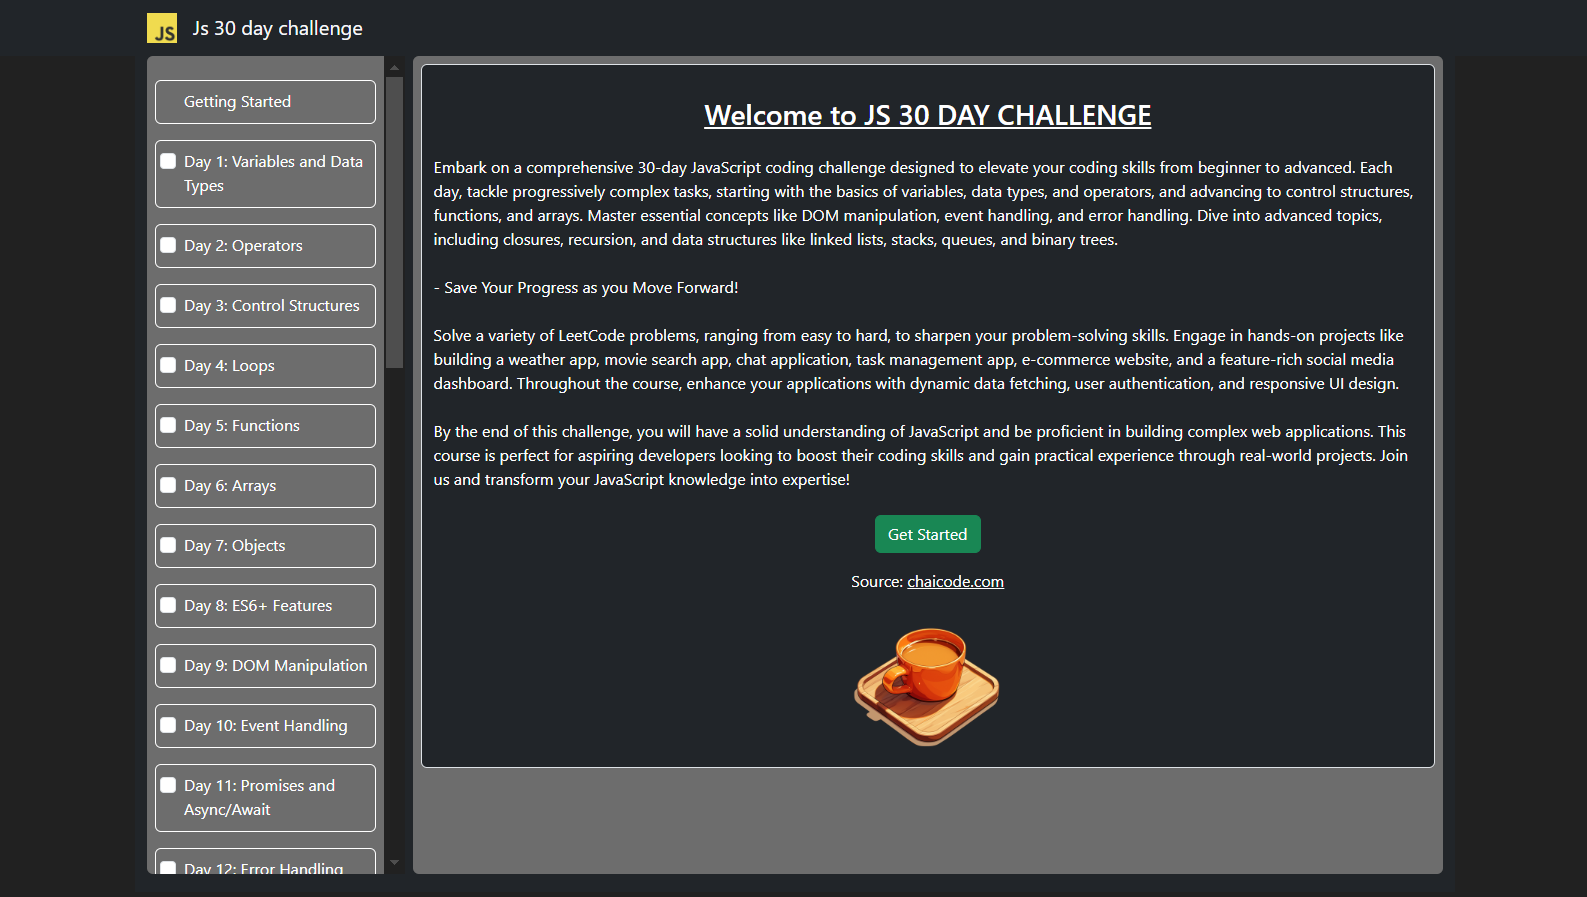 JS
Js 30 day challenge
Getting Started
Day 1: Variables and Data
Types
Day 2: Operators
Day 3: Control Structures
Day 4: Loops
Day 5: Functions
Day 6: Arrays
Day 7: Objects
Day 8: ES6+ Features
Day 9: DOM Manipulation
Day 10: Event Handling
Day 11: Promises and
Async/Await
Day 12: Error Handling
Welcome to JS 30 DAY CHALLENGE
Embark on a comprehensive 30-day JavaScript coding challenge designed to elevate your coding skills from beginner to advanced. Each
day, tackle progressively complex tasks, starting with the basics of variables, data types, and operators, and advancing to control structures,
functions, and arrays. Master essential concepts like DOM manipulation, event handling, and error handling. Dive into advanced topics,
including closures, recursion, and data structures like linked lists, stacks, queues, and binary trees.
- Save Your Progress as you Move Forward!
Solve a variety of LeetCode problems, ranging from easy to hard, to sharpen your problem-solving skills. Engage in hands-on projects like
building a weather app, movie search app, chat application, task management app, e-commerce website, and a feature-rich social media
dashboard. Throughout the course, enhance your applications with dynamic data fetching, user authentication, and responsive UI design.
By the end of this challenge, you will have a solid understanding of JavaScript and be proficient in building complex web applications. This
course is perfect for aspiring developers looking to boost their coding skills and gain practical experience through real-world projects. Join
us and transform your JavaScript knowledge into expertise!
Get Started
Source: chaicode.com